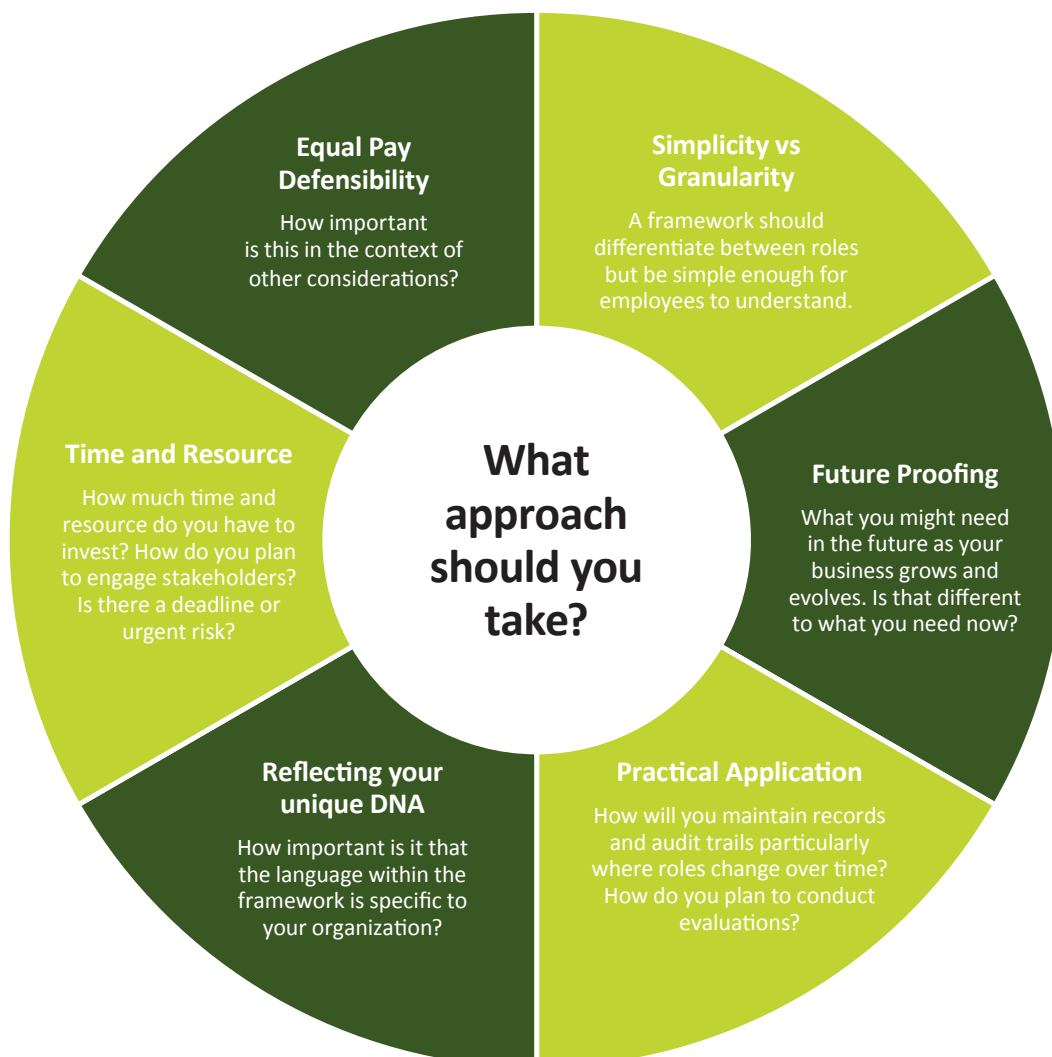 Equal Pay
Defensibility
How important
is this in the context of
other considerations?
Simplicity vs
Granularity
A framework should
differentiate between roles
but be simple enough for
employees to understand.
Time and Resource
How much time and
resource do you have to
invest? How do you plan
to engage stakeholders?
Is there a deadline or
urgent risk?
What
approach
should you
take?
Future Proofing
What you might need
in the future as your
business grows and
evolves. Is that different
to what you need now?
Reflecting your
unique DNA
How important is it that
the language within the
framework is specific to
your organization?
Practical Application
How will you maintain records
and audit trails particularly
where roles change over time?
How do you plan to conduct
evaluations?